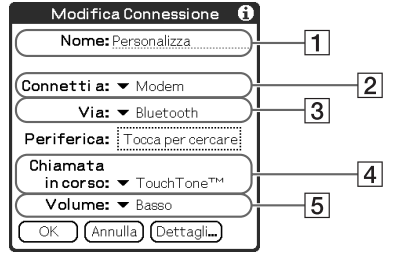 Modifica Connessione i
Nome: Personalizza 1
Connetti a: Modem 2
Via: Bluetooth 3
Periferica: Tocca per cercare
Chiamata
in corso: TouchTone™ 4
Volume: Basso 5
OK Annulla Dettagli...